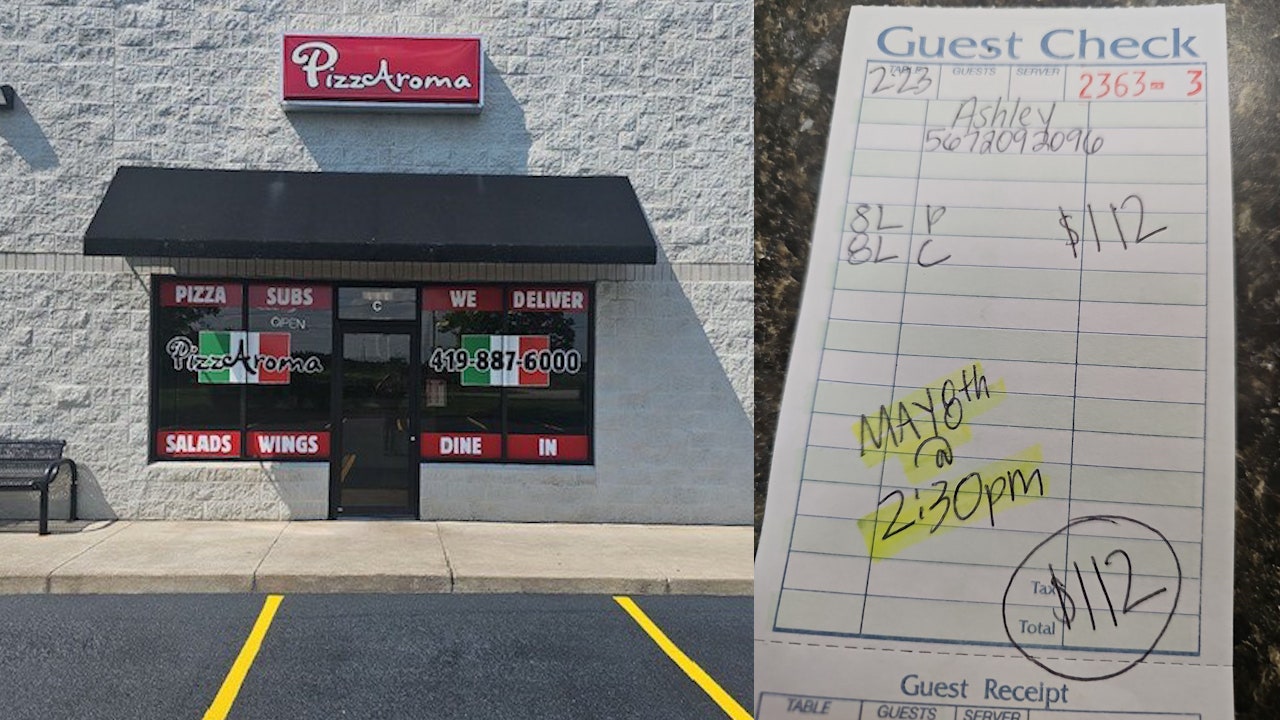 PizzAroma
PIZZA SUBS C WE DELIVER
OPEN
PizzAroma 419-887-6000
SALADS WINGS DINE IN
Guest Check
TABLE GUESTS SERVER
2-23 2363- 3
Ashley
5672092096
8L P $112
8L C
MAY 8th
@
2:30pm
Tax
Total $112
Guest Receipt
TABLE GUESTS SERVER